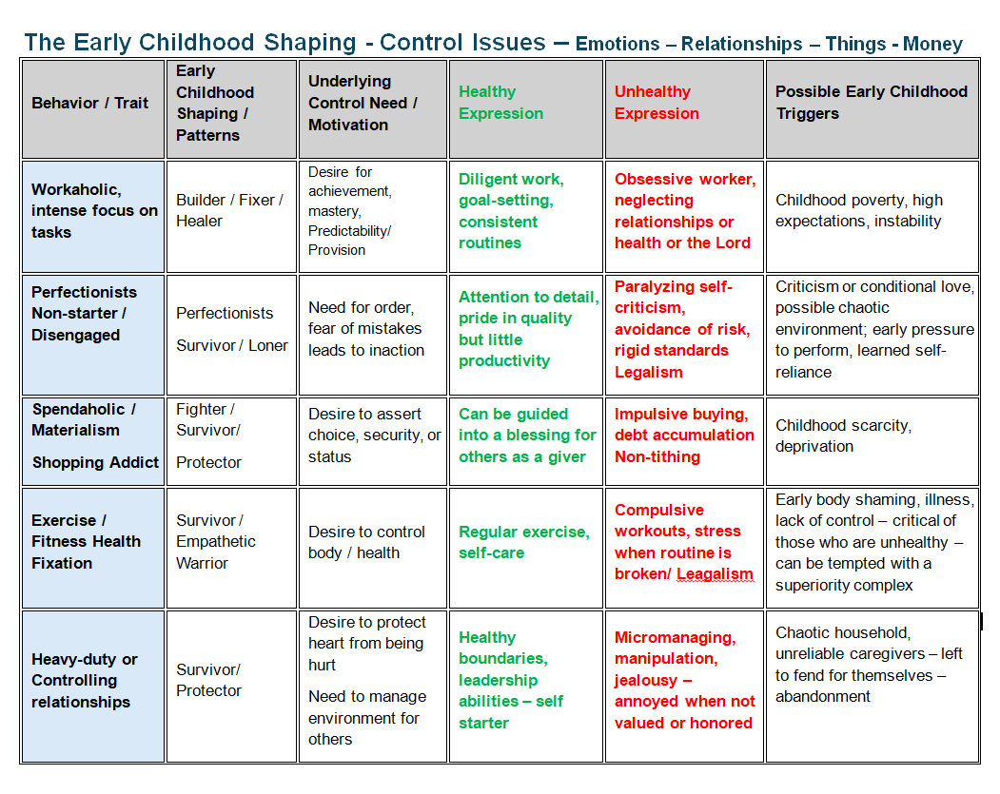 The Early Childhood Shaping - Control Issues – Emotions – Relationships – Things - Money
Behavior / Trait
Early
Childhood
Shaping /
Patterns
Underlying
Control Need /
Motivation
Healthy
Expression
Unhealthy
Expression
Possible Early Childhood
Triggers
Workaholic,
intense focus on
tasks
Builder / Fixer /
Healer
Desire for
achievement,
mastery,
Predictability/
Provision
Diligent work,
goal-setting,
consistent
routines
Obsessive worker,
neglecting
relationships or
health or the Lord
Childhood poverty, high
expectations, instability
Perfectionists
Non-starter /
Disengaged
Perfectionists
Survivor / Loner
Need for order,
fear of mistakes
leads to inaction
Attention to detail,
pride in quality
but little
productivity
Paralyzing self-
criticism,
avoidance of risk,
rigid standards
Legalism
Criticism or conditional love,
possible chaotic
environment; early pressure
to perform, learned self-
reliance
Spendaholic /
Materialism
Shopping Addict
Fighter /
Survivor/
Protector
Desire to assert
choice, security, or
status
Can be guided
into a blessing for
others as a giver
Impulsive buying,
debt accumulation
Non-tithing
Childhood scarcity,
deprivation
Exercise /
Fitness Health
Fixation
Survivor /
Empathetic
Warrior
Desire to control
body / health
Regular exercise,
self-care
Compulsive
workouts, stress
when routine is
broken/ Leagalism
Early body shaming, illness,
lack of control – critical of
those who are unhealthy –
can be tempted with a
superiority complex
Heavy-duty or
Controlling
relationships
Survivor/
Protector
Desire to protect
heart from being
hurt
Need to manage
environment for
others
Healthy
boundaries,
leadership
abilities – self
starter
Micromanaging,
manipulation,
jealousy –
annoyed when not
valued or honored
Chaotic household,
unreliable caregivers – left
to fend for themselves –
abandonment